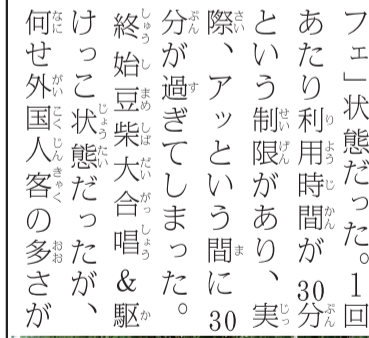 フェ」状態だった。1回
あたり利用時間が30分
という制限があり、実
際、アッという間に30
分が過ぎてしまった。
終始豆柴大合唱&駆
けっこ状態だったが、
何せ外国人客の多さが